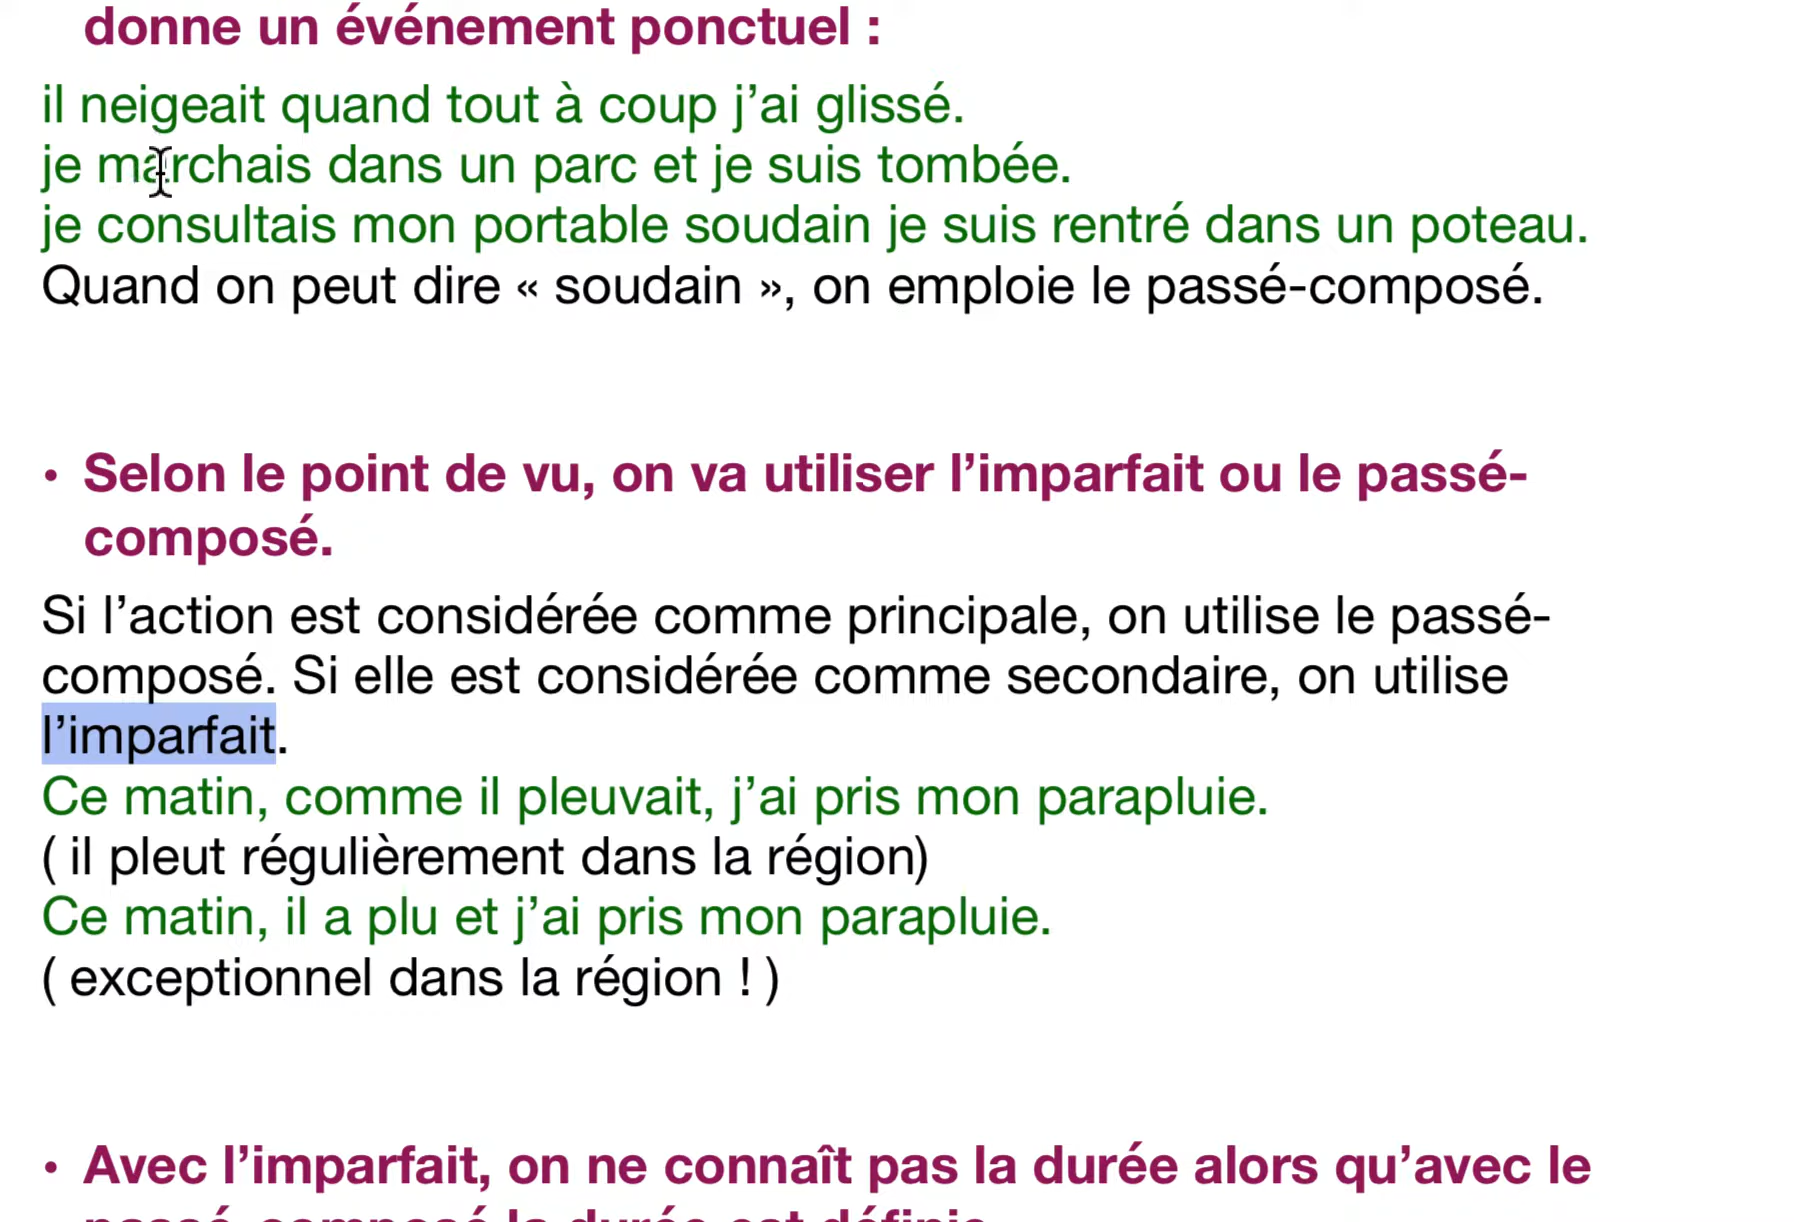 donne un événement ponctuel :
il neigeait quand tout à coup j’ai glissé.
je marchais dans un parc et je suis tombée.
je consultais mon portable soudain je suis rentré dans un poteau.
Quand on peut dire « soudain », on emploie le passé-composé.
• Selon le point de vu, on va utiliser l’imparfait ou le passé-
composé.
Si l’action est considérée comme principale, on utilise le passé-
composé. Si elle est considérée comme secondaire, on utilise
l’imparfait.
Ce matin, comme il pleuvait, j’ai pris mon parapluie.
( il pleut régulièrement dans la région)
Ce matin, il a plu et j’ai pris mon parapluie.
( exceptionnel dans la région ! )
• Avec l’imparfait, on ne connaît pas la durée alors qu’avec le
passé-composé la durée est définie